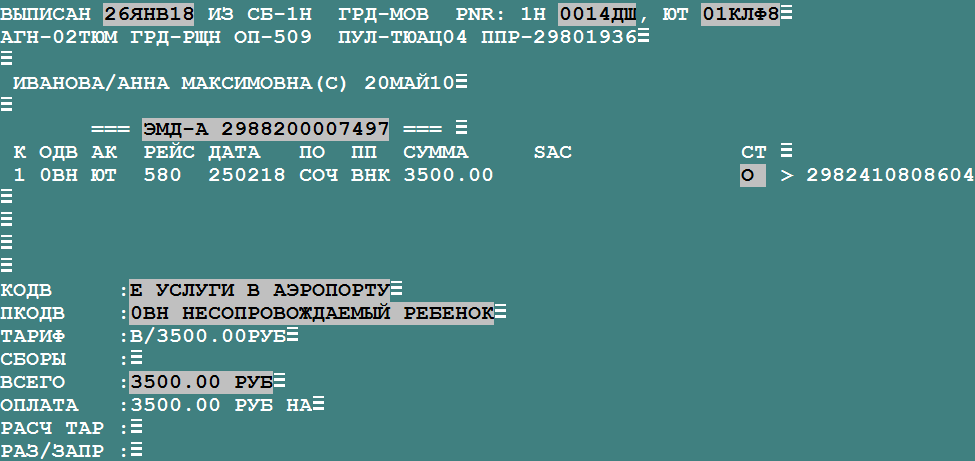 ВЫПИСАН 26ЯНВ18 ИЗ СБ-1Н ГРД-МОВ PNR: 1Н 0014ДШ, ЮТ 01КЛФ8
АГН-02ТЮМ ГРД-РЩН ОП-509 ПУЛ-ТЮАЦ04 ППР-29801936
ИВАНОВА/АННА МАКСИМОВНА(С) 20МАЙ10
=== ЭМД-А 2988200007497 ===
К ОДВ АК РЕЙС ДАТА ПО ПП СУММА SAC СТ
1 0ВН ЮТ 580 250218 СОЧ ВНК 3500.00 О > 2982410808604
КОДВ :Е УСЛУГИ В АЭРОПОРТУ
ПКОДВ :0ВН НЕСОПРОВОЖДАЕМЫЙ РЕБЕНОК
ТАРИФ :В/3500.00РУБ
СБОРЫ :
ВСЕГО :3500.00 РУБ
ОПЛАТА :3500.00 РУБ НА
РАСЧ ТАР :
РАЗ/ЗАПР :